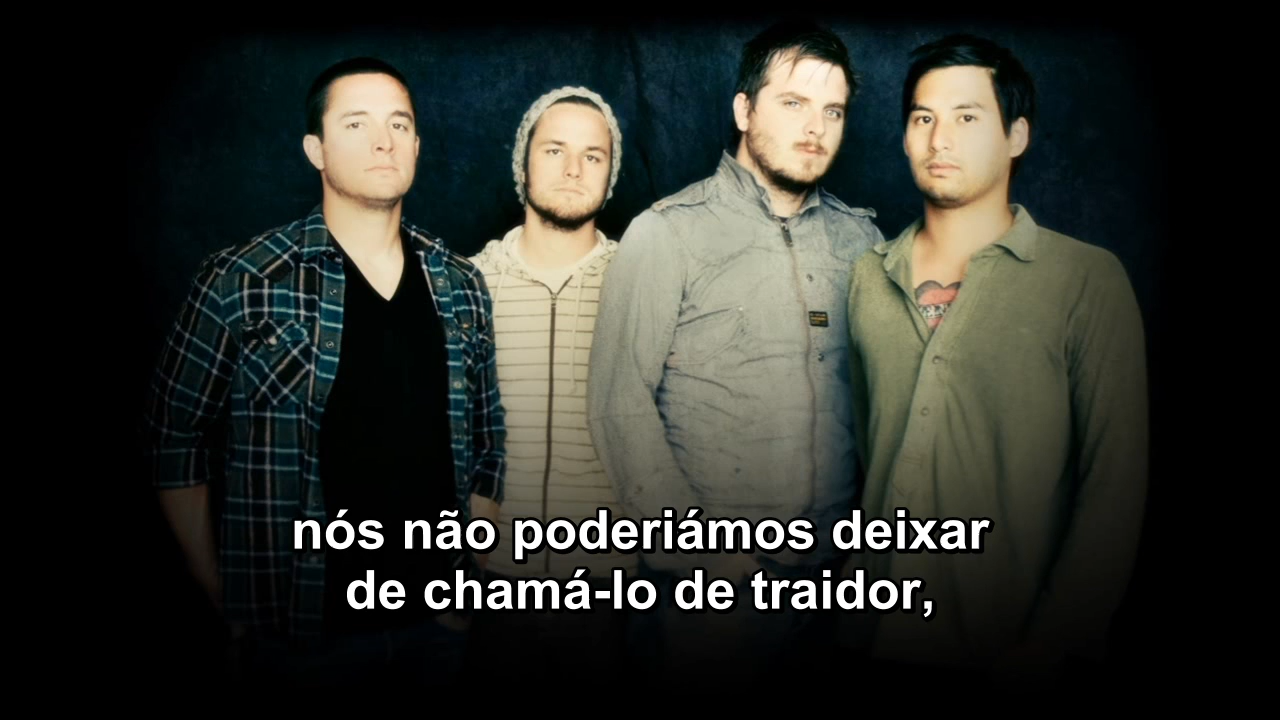 nós não poderiámos deixar
de chamá-lo de traidor,